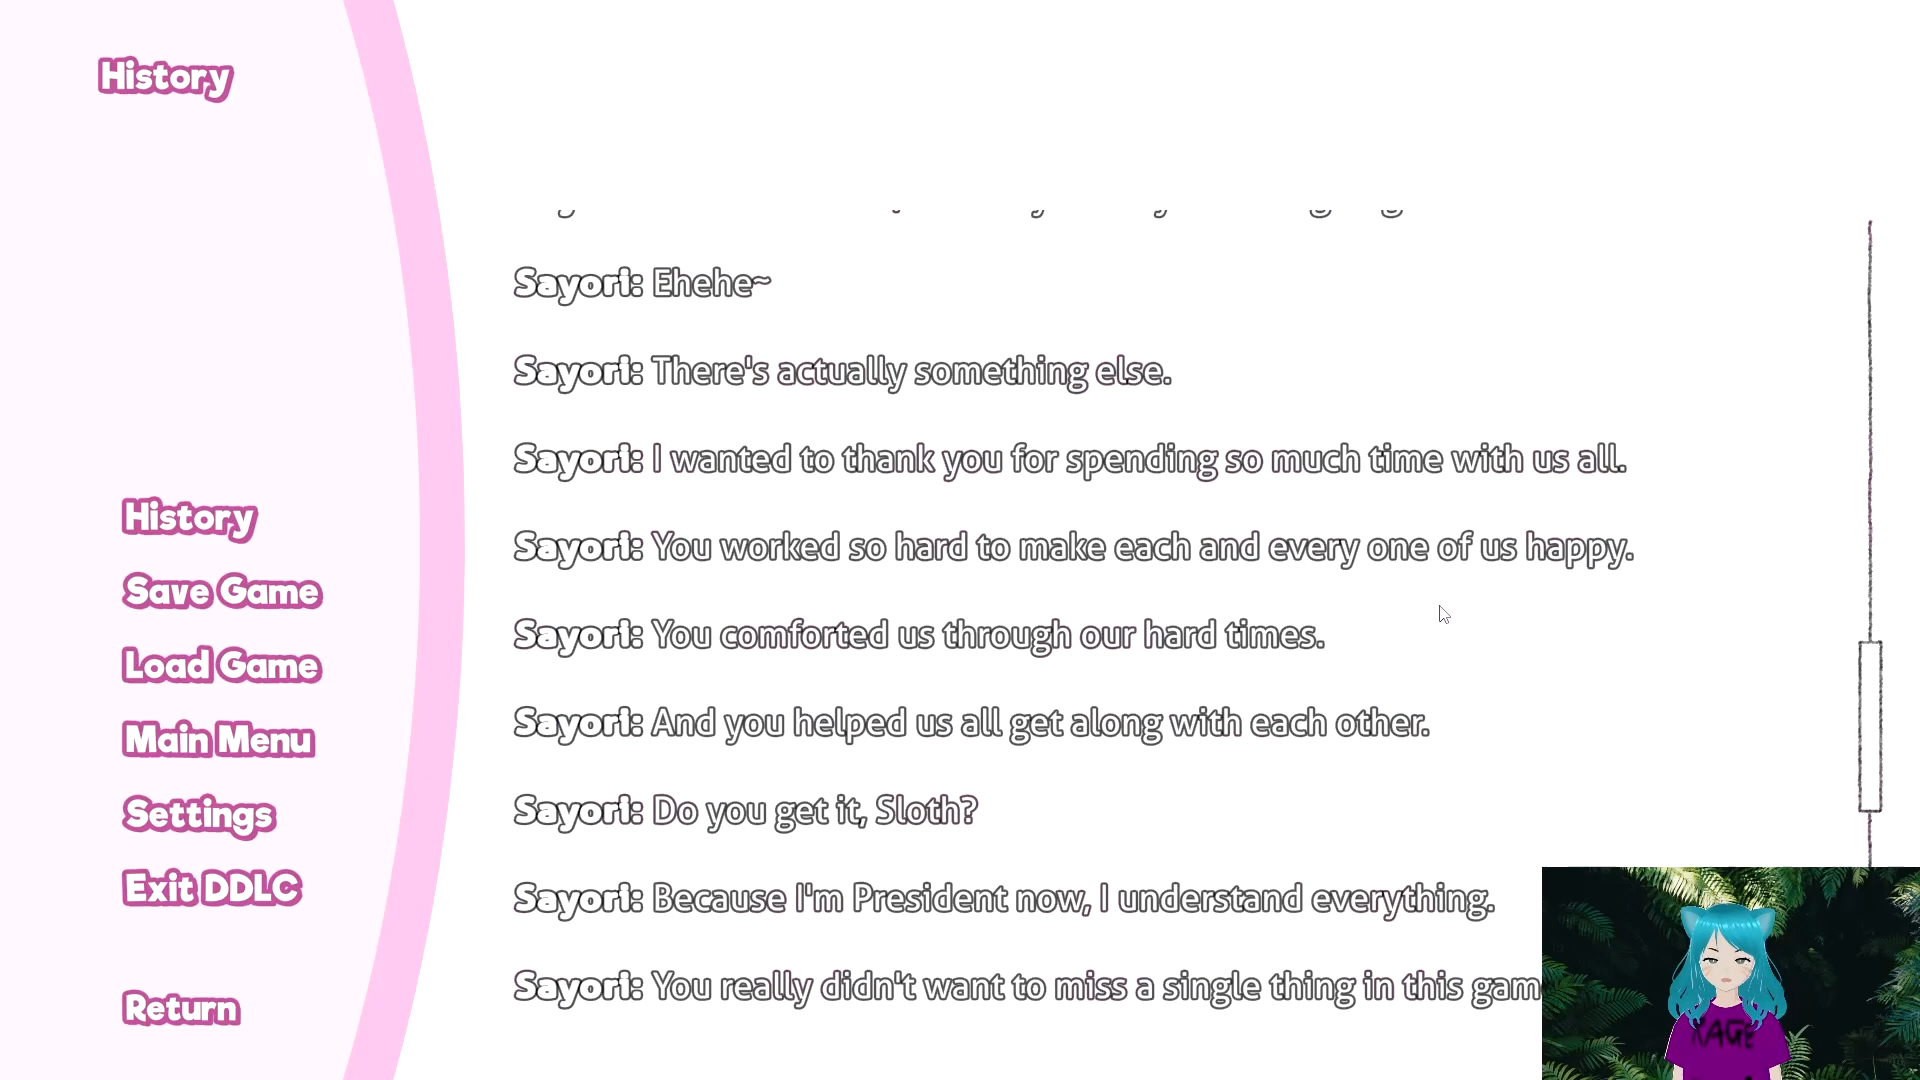 History
Sayori: Ehehe~
Sayori: There's actually something else.
Sayori: I wanted to thank you for spending so much time with us all.
Sayori: You worked so hard to make each and every one of us happy.
Sayori: You comforted us through our hard times.
Sayori: And you helped us all get along with each other.
Sayori: Do you get it, Sloth?
Sayori: Because I'm President now, I understand everything.
Sayori: You really didn't want to miss a single thing in this gam
History
Save Game
Load Game
Main Menu
Settings
Exit DDLC
Return
RAGE